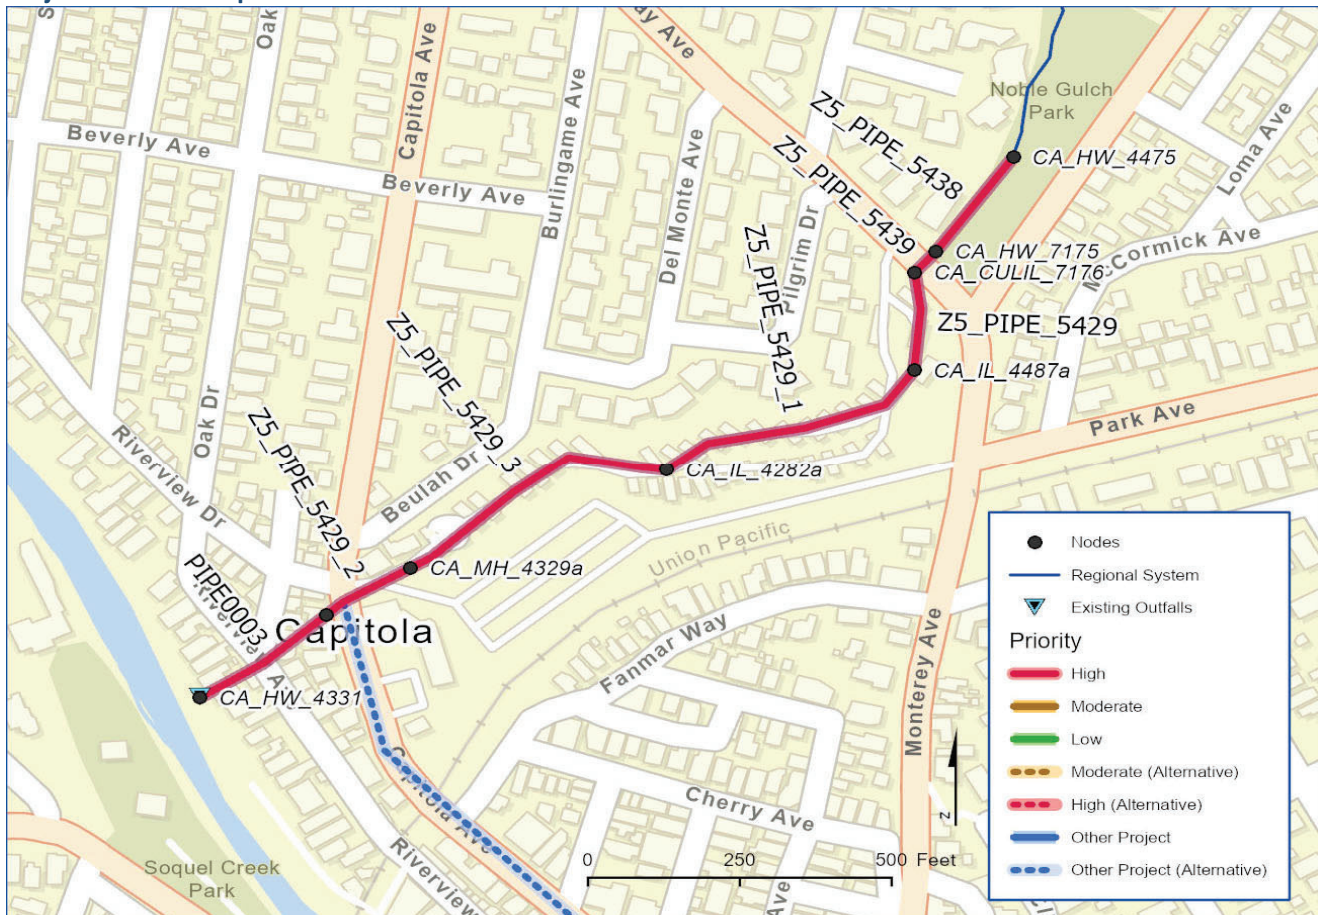 Oak
Capitola Ave
Burlingame Ave
Beverly Ave
Beverly Ave
Del Monte Ave
Pilgrim Dr
Noble Gulch
Park
Loma Ave
McCormick Ave
Z5_PIPE_5438
Z5_PIPE_5439
CA_HW_4475
CA_HW_7175
CA_CULIL_7176
Z5_PIPE_5429
CA_IL_4487a
Z5_PIPE_5429_1
Z5_PIPE_5429_3
Z5_PIPE_5429_2
CA_IL_4282a
CA_MH_4329a
Park Ave
Oak Dr
Riverview Dr
Beulah Dr
Union Pacific
PIPE0003
Capitola
CA_HW_4331
Fanmar Way
Monterey Ave
Capitola Ave
Cherry Ave
Riverview
Soquel Creek
Park
Ave
0 250 500 Feet
z
Nodes
Regional System
Existing Outfalls
Priority
High
Moderate
Low
Moderate (Alternative)
High (Alternative)
Other Project
Other Project (Alternative)